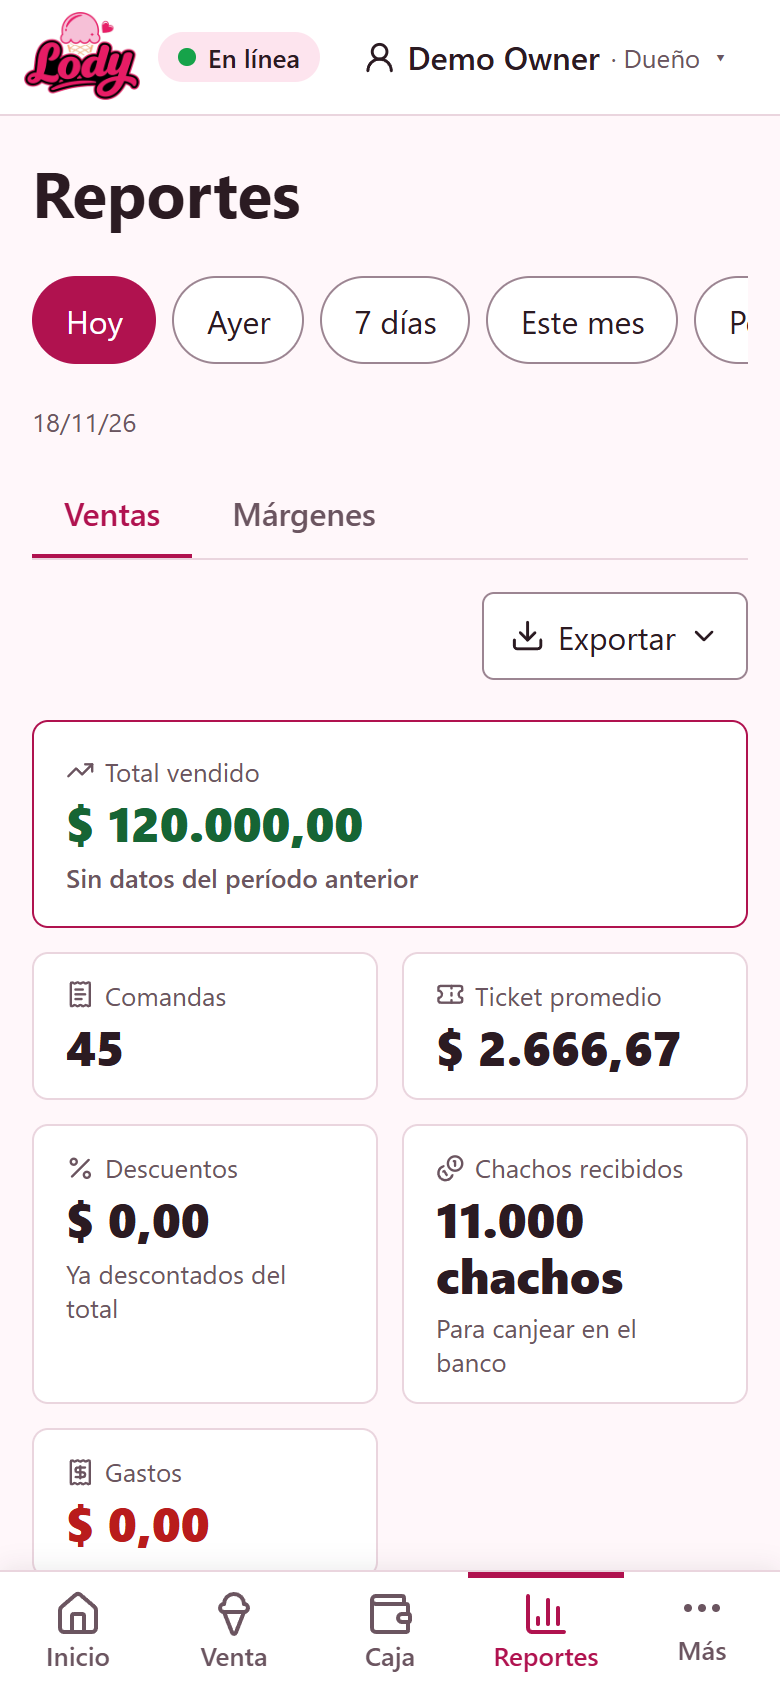 Lody
En línea
Demo Owner · Dueño
Reportes
Hoy
Ayer
7 días
Este mes
18/11/26
Ventas
Márgenes
Exportar
Total vendido
$ 120.000,00
Sin datos del período anterior
Comandas
45
Ticket promedio
$ 2.666,67
Descuentos
$ 0,00
Ya descontados del
total
Chachos recibidos
11.000
chachos
Para canjear en el
banco
Gastos
$ 0,00
Inicio
Venta
Caja
Reportes
Más